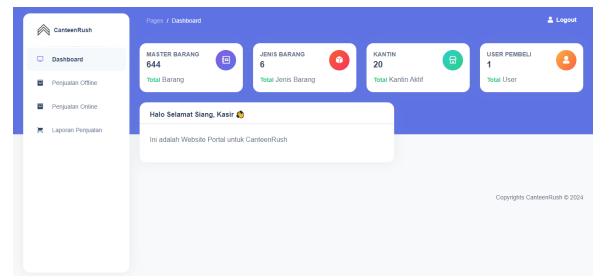 CanteenRush
Dashboard
Penjualan Offline
Penjualan Online
Laporan Penjualan
Pages / Dashboard
Logout
MASTER BARANG
644
Total Barang
JENIS BARANG
6
Total Jenis Barang
KANTIN
20
Total Kantin Aktif
USER PEMBELI
1
Total User
Halo Selamat Siang, Kasir
Ini adalah Website Portal untuk CanteenRush
Copyrights CanteenRush © 2024